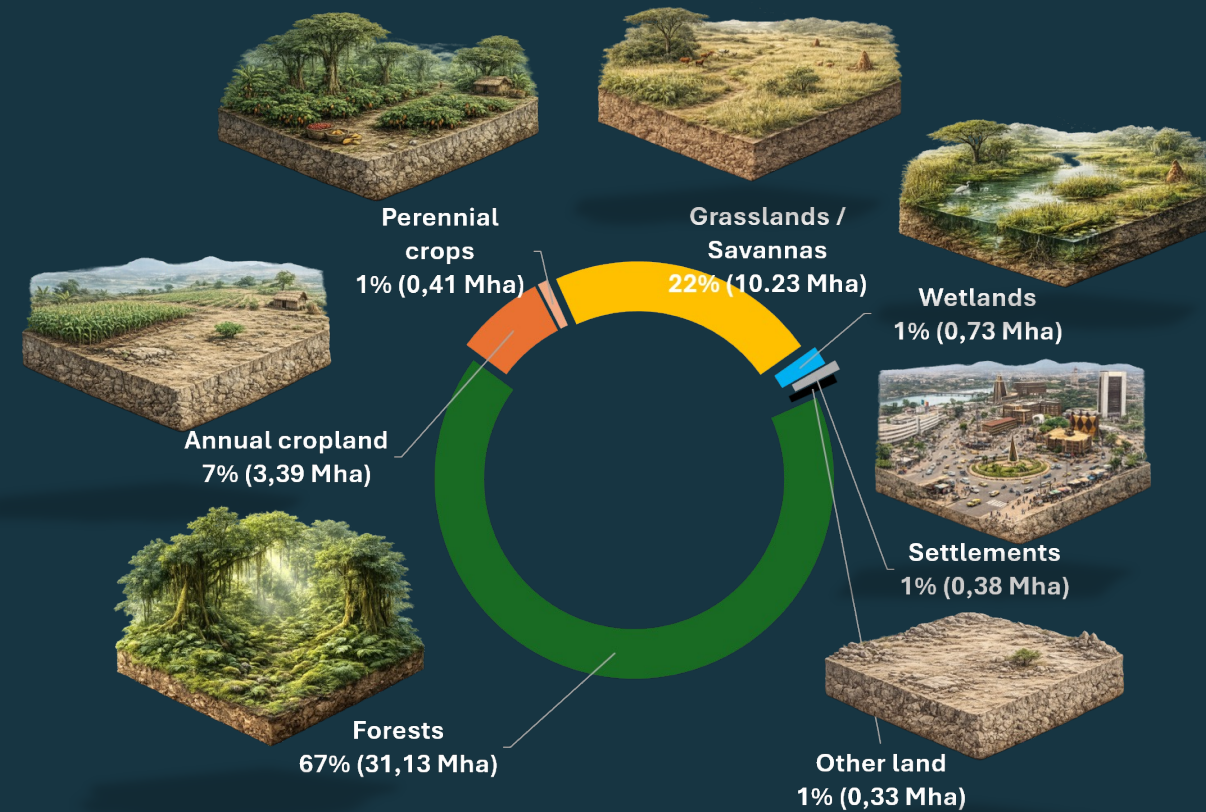 Perennial
crops
1% (0,41 Mha)
Grasslands /
Savannas
22% (10.23 Mha)
Wetlands
1% (0,73 Mha)
Annual cropland
7% (3,39 Mha)
Settlements
1% (0,38 Mha)
Forests
67% (31,13 Mha)
Other land
1% (0,33 Mha)